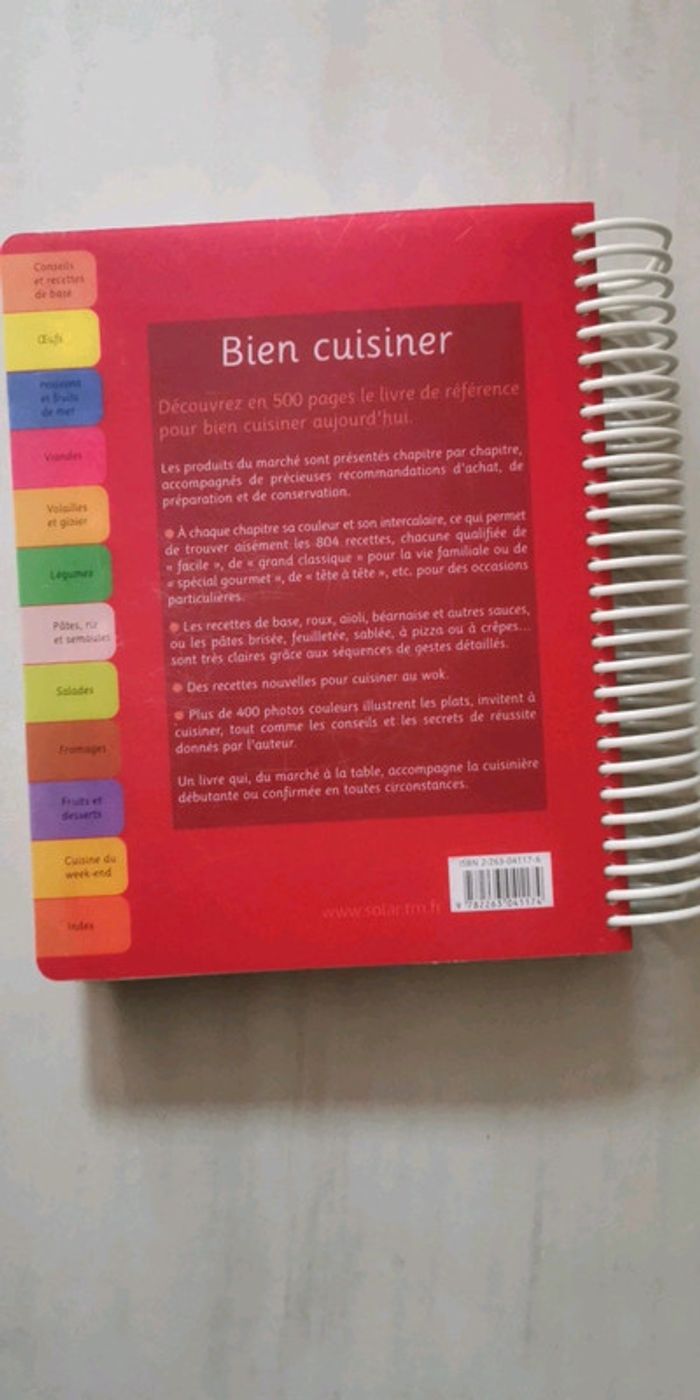 Conseils
et recettes
de base
Œufs
Poissons
et fruits
de mer
Viandes
Volailles
et gibier
Légumes
Pâtes, riz
et semoules
Salades
Fromages
Fruits et
desserts
Cuisine du
week-end
Index
Bien cuisiner
Découvrez en 500 pages le livre de référence
pour bien cuisiner aujourd'hui.
Les produits du marché sont présentés chapitre par chapitre,
accompagnés de précieuses recommandations d'achat, de
préparation et de conservation.
● À chaque chapitre sa couleur et son intercalaire, ce qui permet
de trouver aisément les 804 recettes, chacune qualifiée de
« facile », de « grand classique » pour la vie familiale ou de
« spécial gourmet », de « tête à tête », etc. pour des occasions
particulières.
● Les recettes de base, roux, aïoli, béarnaise et autres sauces,
ou les pâtes brisée, feuilletée, sablée, à pizza ou à crêpes...
sont très claires grâce aux séquences de gestes détaillés.
● Des recettes nouvelles pour cuisiner au wok.
● Plus de 400 photos couleurs illustrent les plats, invitent à
cuisiner, tout comme les conseils et les secrets de réussite
donnés par l'auteur.
Un livre qui, du marché à la table, accompagne la cuisinière
débutante ou confirmée en toutes circonstances.
ISBN 2-263-04117-6
9 782263 041174
www.solar.tm.fr